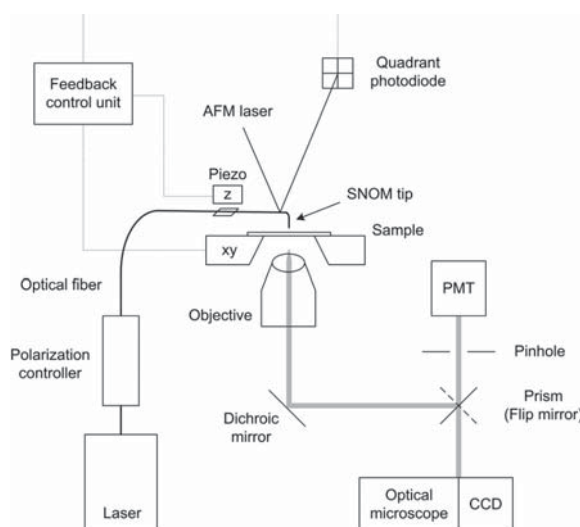 Quadrant
photodiode
Feedback
control unit
AFM laser
Piezo
z
SNOM tip
Sample
xy
Optical fiber
Objective
PMT
Polarization
controller
Pinhole
Prism
(Flip mirror)
Dichroic
mirror
Laser
Optical
microscope
CCD